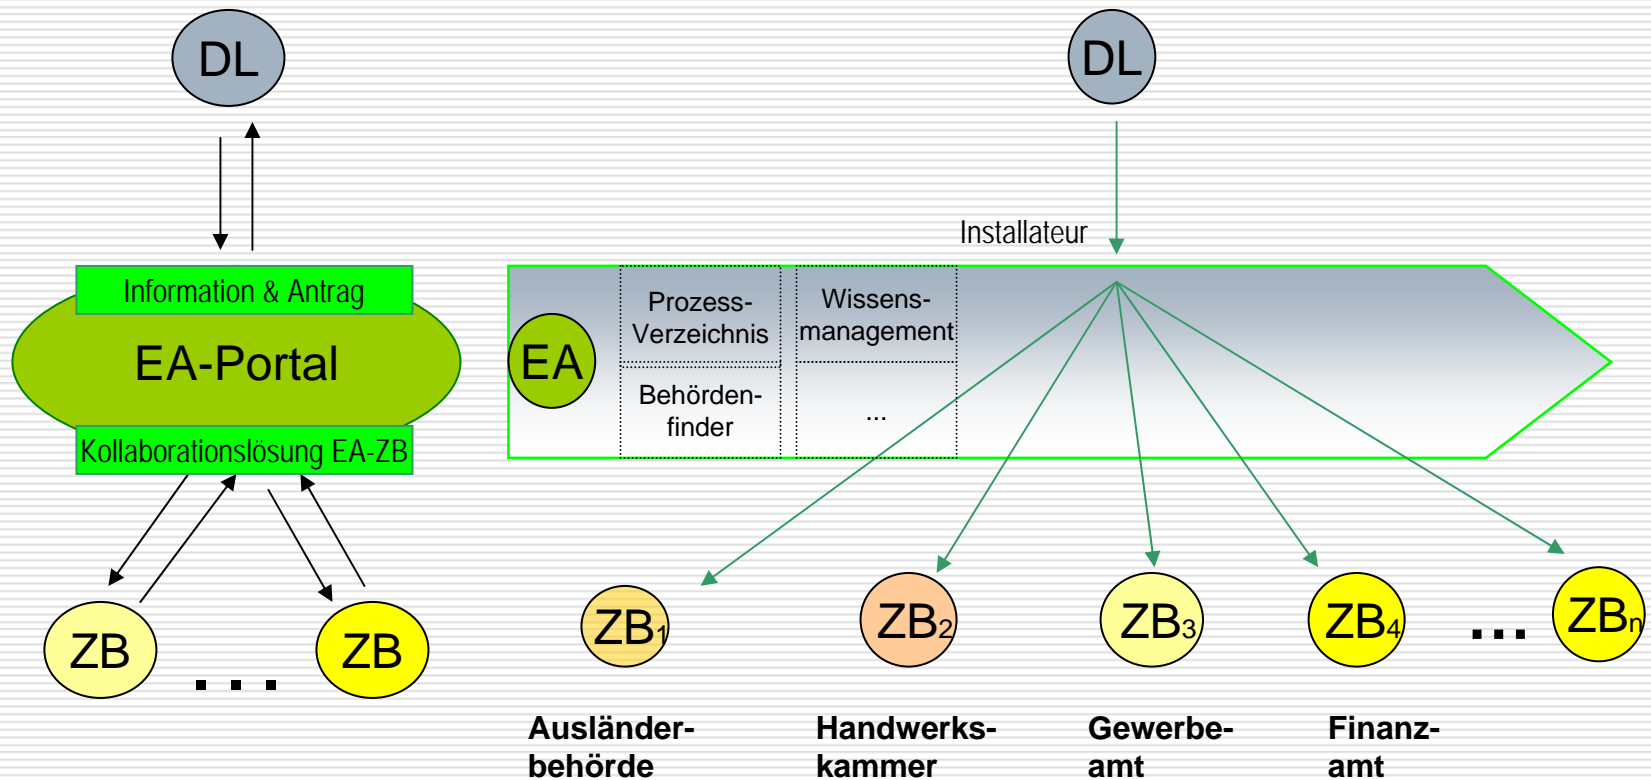 DL
Information & Antrag
EA-Portal
Kollaborationslösung EA-ZB
ZB
. . .
ZB
DL
Installateur
EA
Prozess-
Verzeichnis
Wissens-
management
Behörden-
finder
...
ZB1
ZB2
ZB3
ZB4
...
ZBn
Ausländer-
behörde
Handwerks-
kammer
Gewerbe-
amt
Finanz-
amt